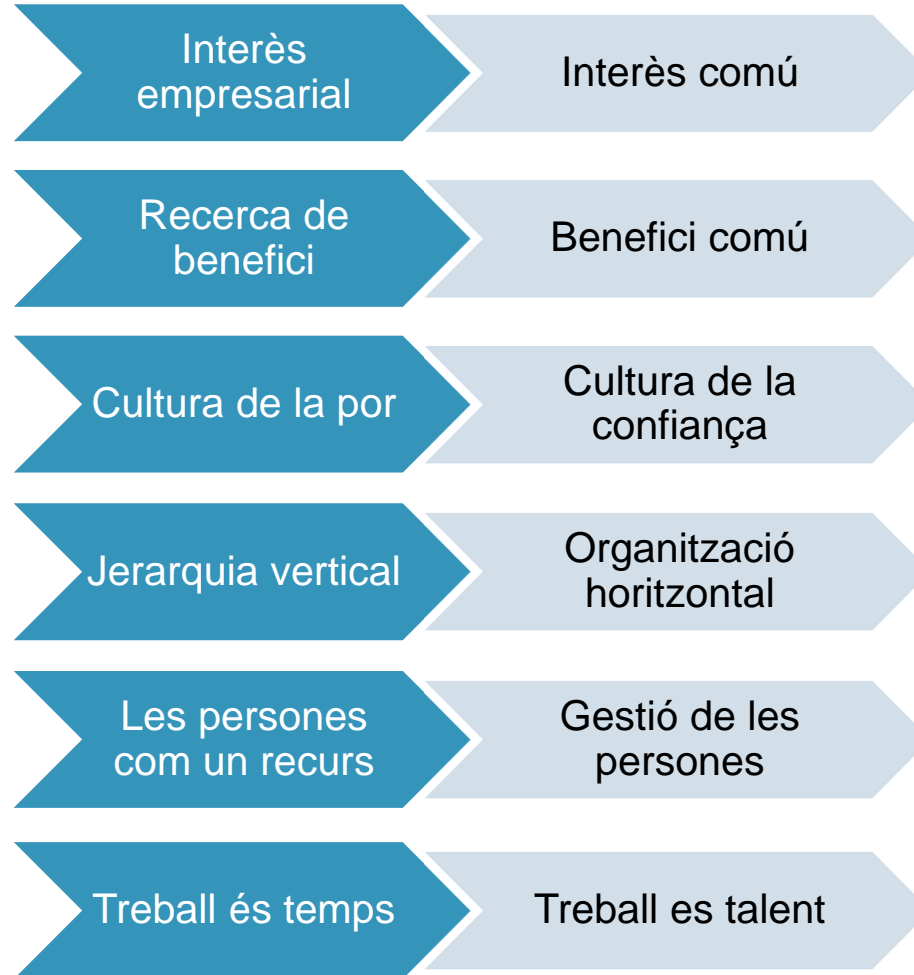 Interès
empresarial
Interès comú
Recerca de
benefici
Benefici comú
Cultura de la por
Cultura de la
confiança
Jerarquia vertical
Organització
horitzontal
Les persones
com un recurs
Gestió de les
persones
Treball és temps
Treball es talent